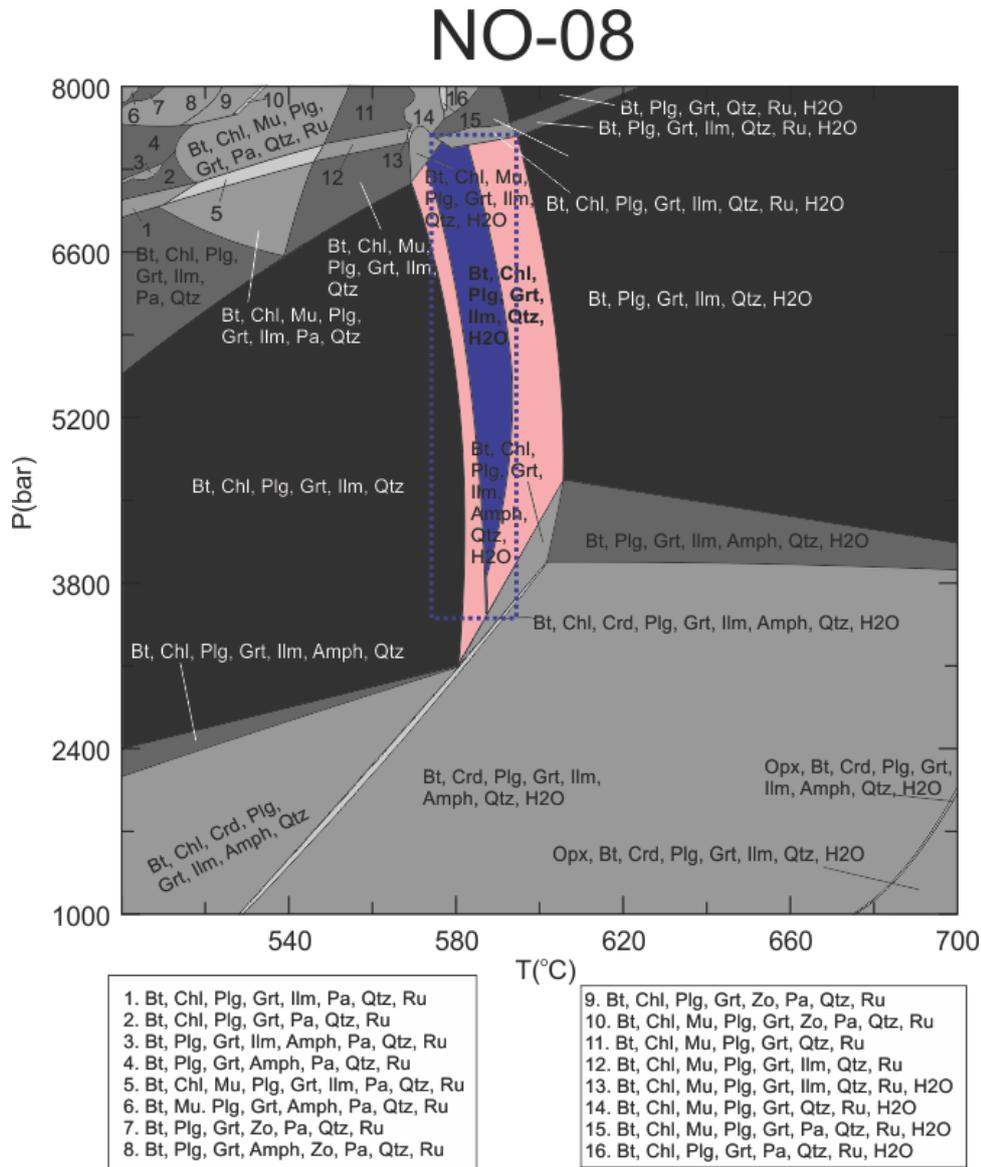 NO-08
8000
6600
5200
3800
2400
1000
P(bar)
540
580
620
660
700
T(°C)
6
7
8
9
10
11
14
16
15
4
3
2
1
5
12
13
Bt, Chl, Mu, Plg,
Grt, Pa, Qtz, Ru
Bt, Plg, Grt, Qtz, Ru, H2O
Bt, Plg, Grt, Ilm, Qtz, Ru, H2O
Bt, Chl, Mu,
Plg, Grt, Ilm,
Qtz, H2O
Bt, Chl, Plg, Grt, Ilm, Qtz, Ru, H2O
Bt, Chl, Plg,
Grt, Ilm,
Pa, Qtz
Bt, Chl, Mu,
Plg, Grt, Ilm,
Qtz
Bt, Chl, Mu, Plg,
Grt, Ilm, Pa, Qtz
Bt, Chl,
Plg, Grt,
Ilm, Qtz,
H2O
Bt, Plg, Grt, Ilm, Qtz, H2O
Bt, Chl,
Plg, Grt,
Ilm,
Amph,
Qtz,
H2O
Bt, Chl, Plg, Grt, Ilm, Qtz
Bt, Plg, Grt, Ilm, Amph, Qtz, H2O
Bt, Chl, Crd, Plg, Grt, Ilm, Amph, Qtz, H2O
Bt, Chl, Plg, Grt, Ilm, Amph, Qtz
Bt, Crd, Plg, Grt, Ilm,
Amph, Qtz, H2O
Opx, Bt, Crd, Plg, Grt,
Ilm, Amph, Qtz, H2O
Bt, Chl, Crd, Plg,
Grt, Ilm, Amph, Qtz
Opx, Bt, Crd, Plg, Grt, Ilm, Qtz, H2O
1. Bt, Chl, Plg, Grt, Ilm, Pa, Qtz, Ru
2. Bt, Chl, Plg, Grt, Pa, Qtz, Ru
3. Bt, Plg, Grt, Ilm, Amph, Pa, Qtz, Ru
4. Bt, Plg, Grt, Amph, Pa, Qtz, Ru
5. Bt, Chl, Mu, Plg, Grt, Ilm, Pa, Qtz, Ru
6. Bt, Mu. Plg, Grt, Amph, Pa, Qtz, Ru
7. Bt, Plg, Grt, Zo, Pa, Qtz, Ru
8. Bt, Plg, Grt, Amph, Zo, Pa, Qtz, Ru
9. Bt, Chl, Plg, Grt, Zo, Pa, Qtz, Ru
10. Bt, Chl, Mu, Plg, Grt, Zo, Pa, Qtz, Ru
11. Bt, Chl, Mu, Plg, Grt, Qtz, Ru
12. Bt, Chl, Mu, Plg, Grt, Ilm, Qtz, Ru
13. Bt, Chl, Mu, Plg, Grt, Ilm, Qtz, Ru, H2O
14. Bt, Chl, Mu, Plg, Grt, Qtz, Ru, H2O
15. Bt, Chl, Mu, Plg, Grt, Pa, Qtz, Ru, H2O
16. Bt, Chl, Plg, Grt, Pa, Qtz, Ru, H2O